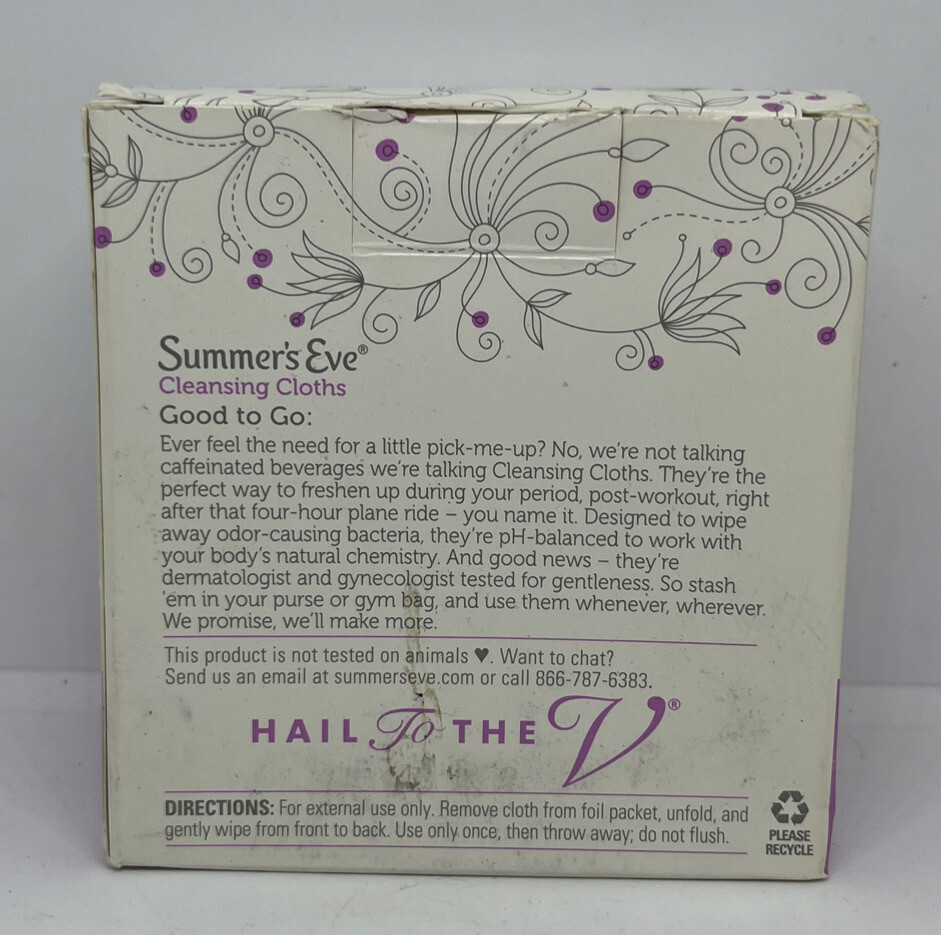 Summer's Eve®
Cleansing Cloths
Good to Go:
Ever feel the need for a little pick-me-up? No, we're not talking
caffeinated beverages we're talking Cleansing Cloths. They're the
perfect way to freshen up during your period, post-workout, right
after that four-hour plane ride – you name it. Designed to wipe
away odor-causing bacteria, they're pH-balanced to work with
your body's natural chemistry. And good news – they're
dermatologist and gynecologist tested for gentleness. So stash
'em in your purse or gym bag, and use them whenever, wherever.
We promise, we'll make more.
This product is not tested on animals ♥. Want to chat?
Send us an email at summerseve.com or call 866-787-6383.
HAIL To THE V®
DIRECTIONS: For external use only. Remove cloth from foil packet, unfold, and
gently wipe from front to back. Use only once, then throw away; do not flush.
PLEASE
RECYCLE